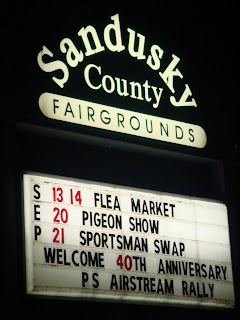 Sandusky
County
FAIRGROUNDS
S 13 14 FLEA MARKET
E 20 PIGEON SHOW
P 21 SPORTSMAN SWAP
WELCOME 40TH ANNIVERSARY
PS AIRSTREAM RALLY